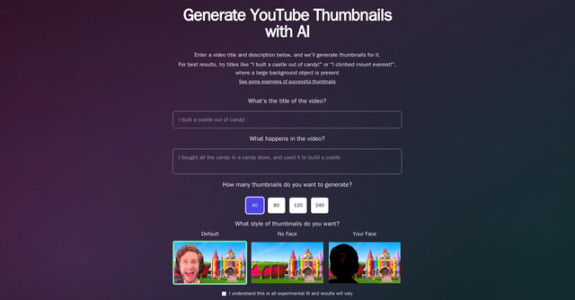 Generate YouTube Thumbnails
with AI
Enter a video title and description below, and we'll generate thumbnails for it.
For best results, try titles like "I built a castle out of candy!" or "I climbed mount everest!",
where a large background object is present
See some examples of successful thumbnails
What's the title of the video?
I built a castle out of candy!
What happens in the video?
I bought all the candy in a candy store, and used it to build a castle
How many thumbnails do you want to generate?
40 80 120 240
What style of thumbnails do you want?
Default No Face Your Face
?
I understand this is all experimental AI and results will vary